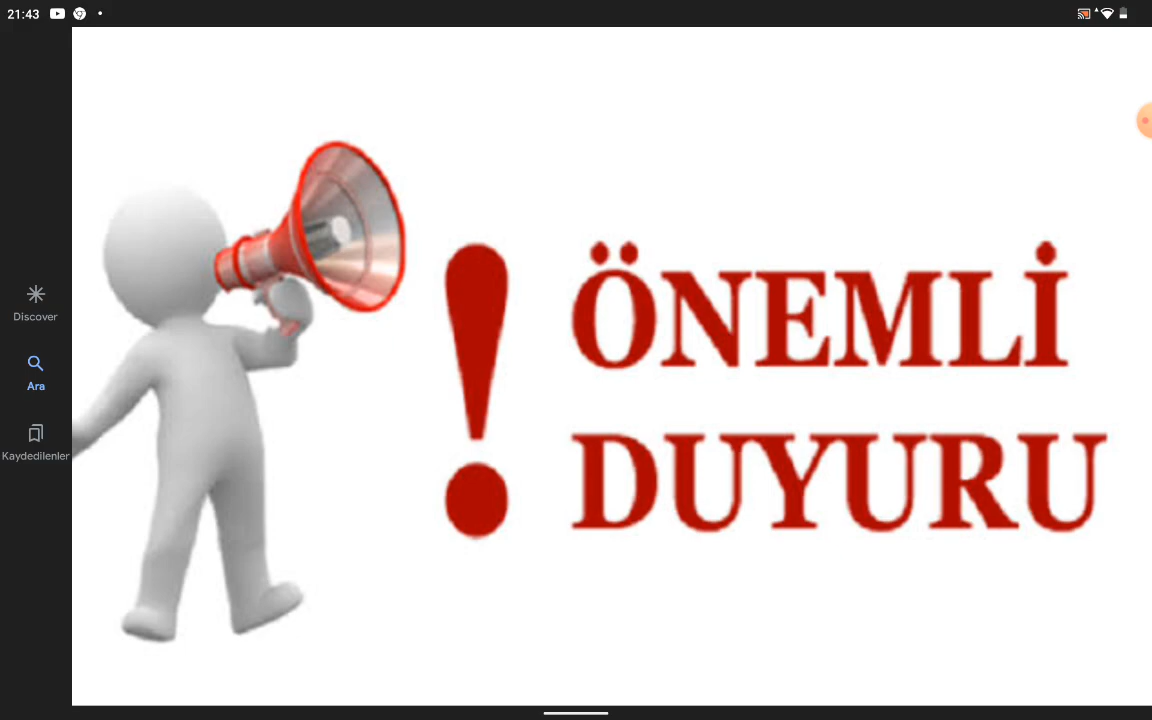 21:43
Discover
Ara
Kaydedilenler
! ÖNEMLİ
DUYURU